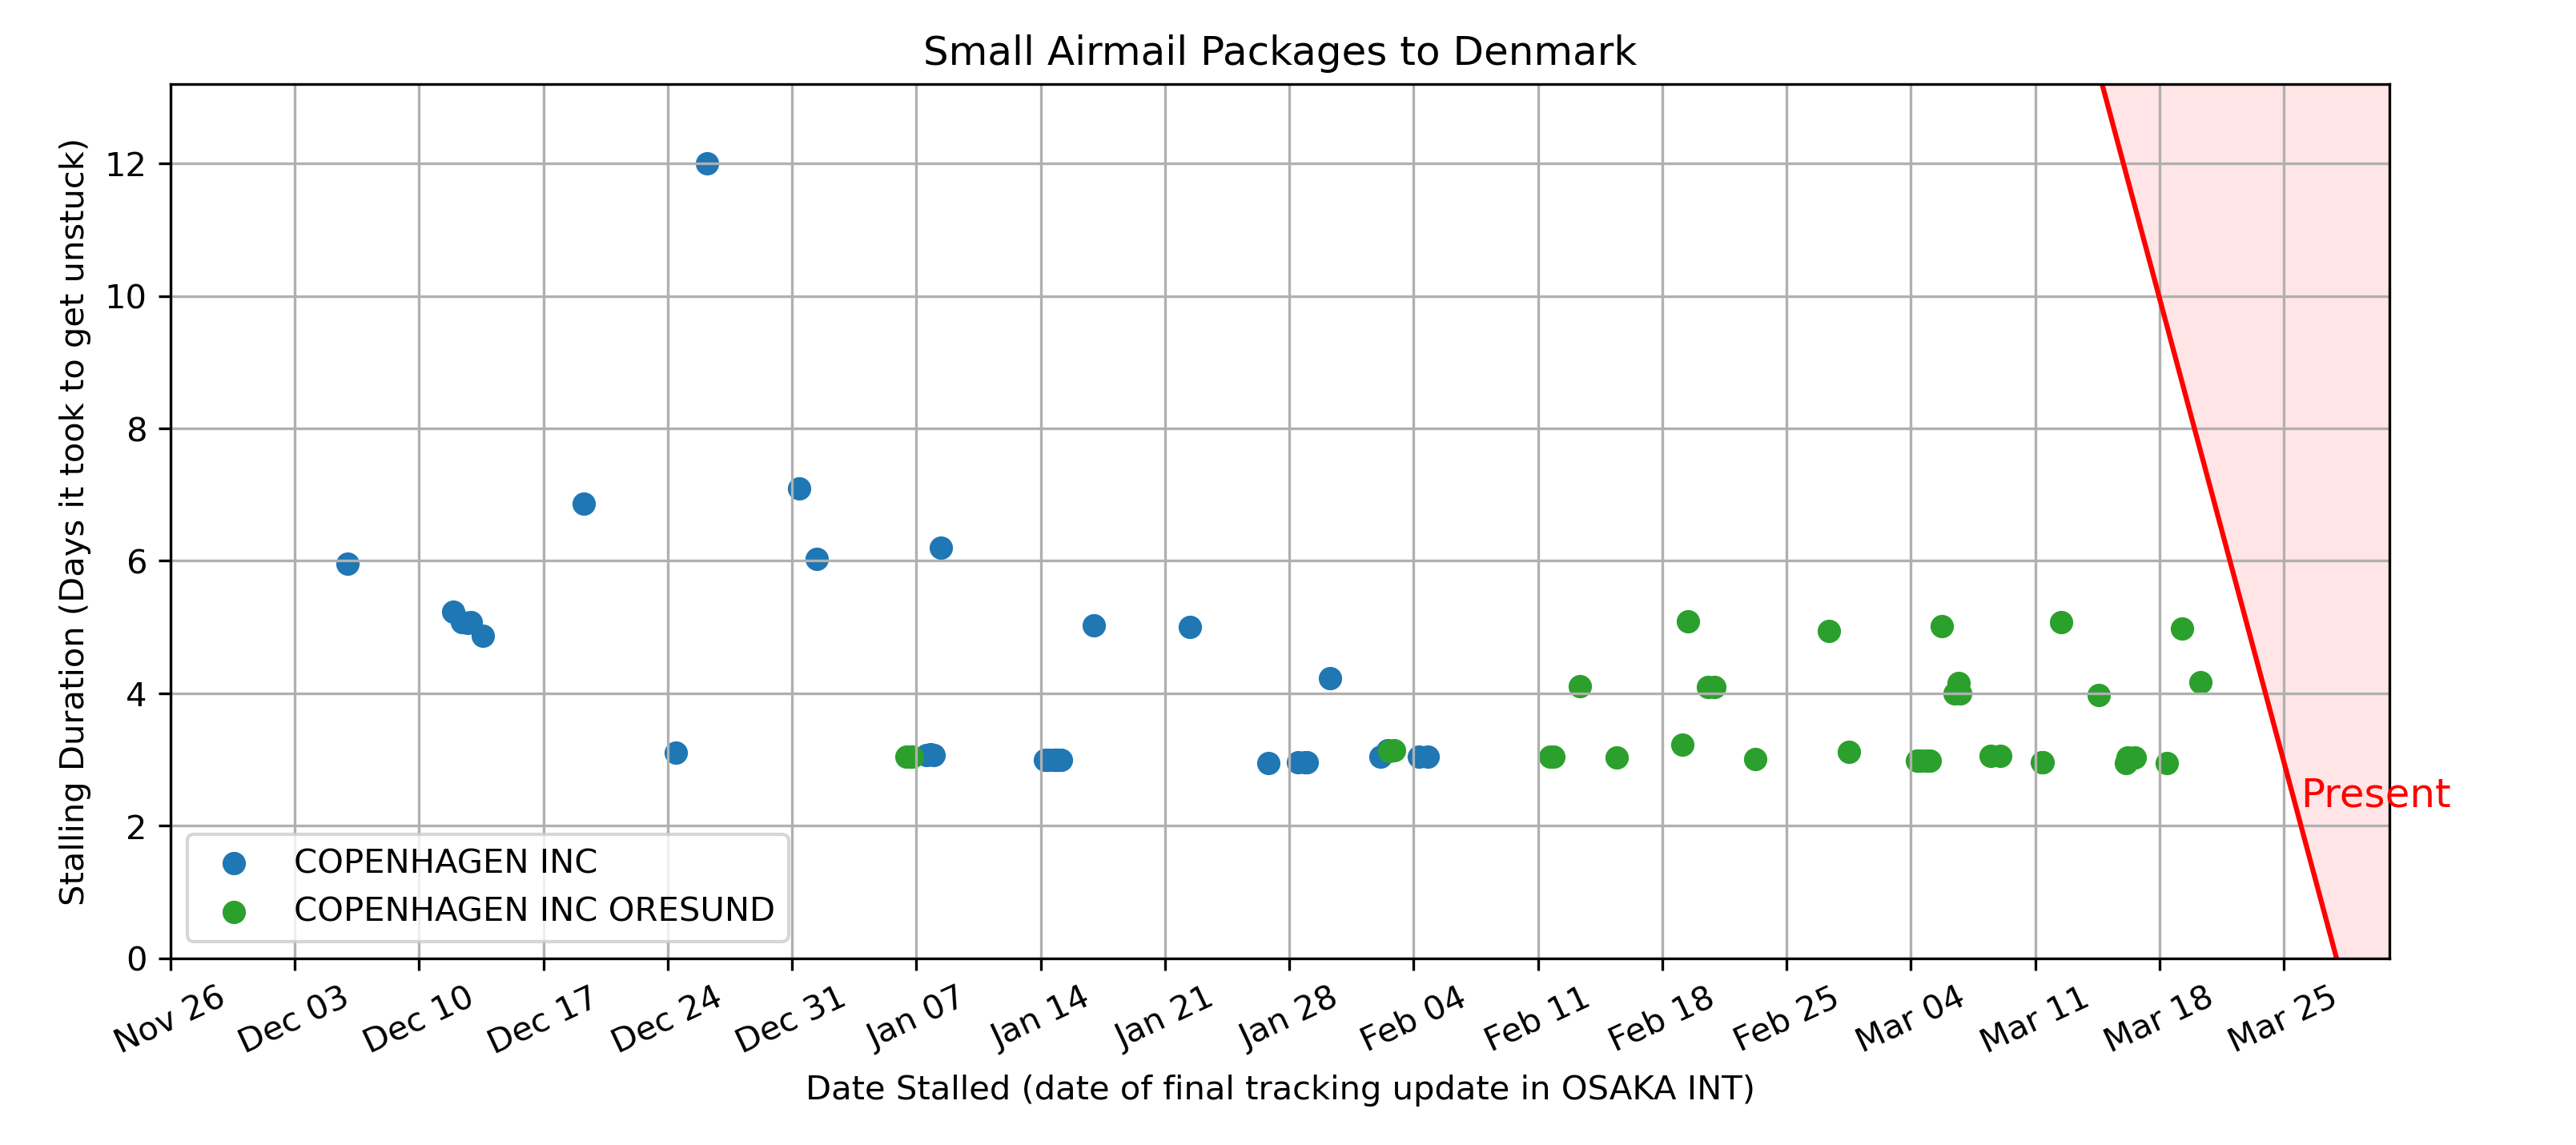 Small Airmail Packages to Denmark
Stalling Duration (Days it took to get unstuck)
12
10
8
6
4
2
0
Present
COPENHAGEN INC
COPENHAGEN INC ORESUND
Nov 26
Dec 03
Dec 10
Dec 17
Dec 24
Dec 31
Jan 07
Jan 14
Jan 21
Jan 28
Feb 04
Feb 11
Feb 18
Feb 25
Mar 04
Mar 11
Mar 18
Mar 25
Date Stalled (date of final tracking update in OSAKA INT)